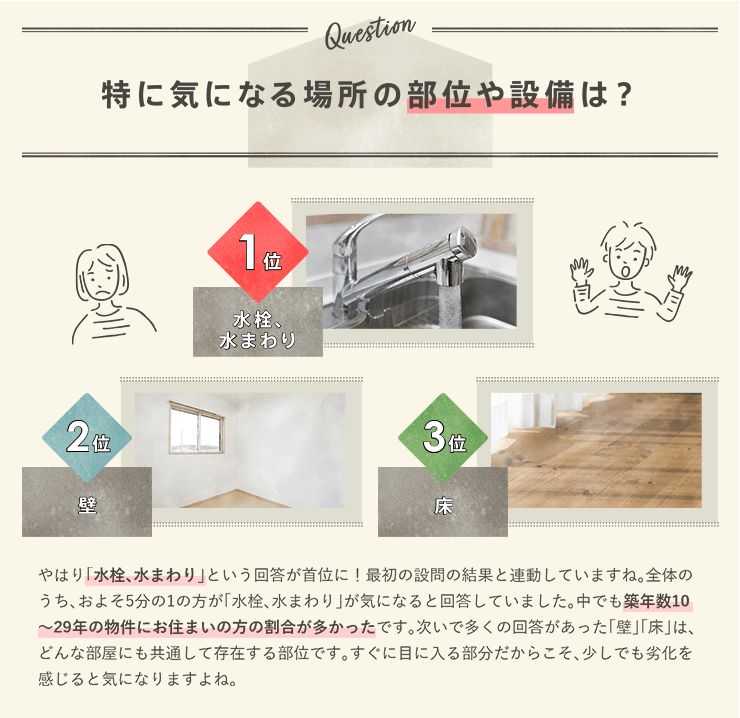 Question
特に気になる場所の部位や設備は？
1位
水栓、
水まわり
2位
壁
3位
床
やはり「水栓、水まわり」という回答が首位に！最初の設問の結果と連動していますね。全体の
うち、およそ5分の1の方が「水栓、水まわり」が気になると回答していました。中でも築年数10
〜29年の物件にお住まいの方の割合が多かったです。次いで多くの回答があった「壁」「床」は、
どんな部屋にも共通して存在する部位です。すぐに目に入る部分だからこそ、少しでも劣化を
感じると気になりますよね。